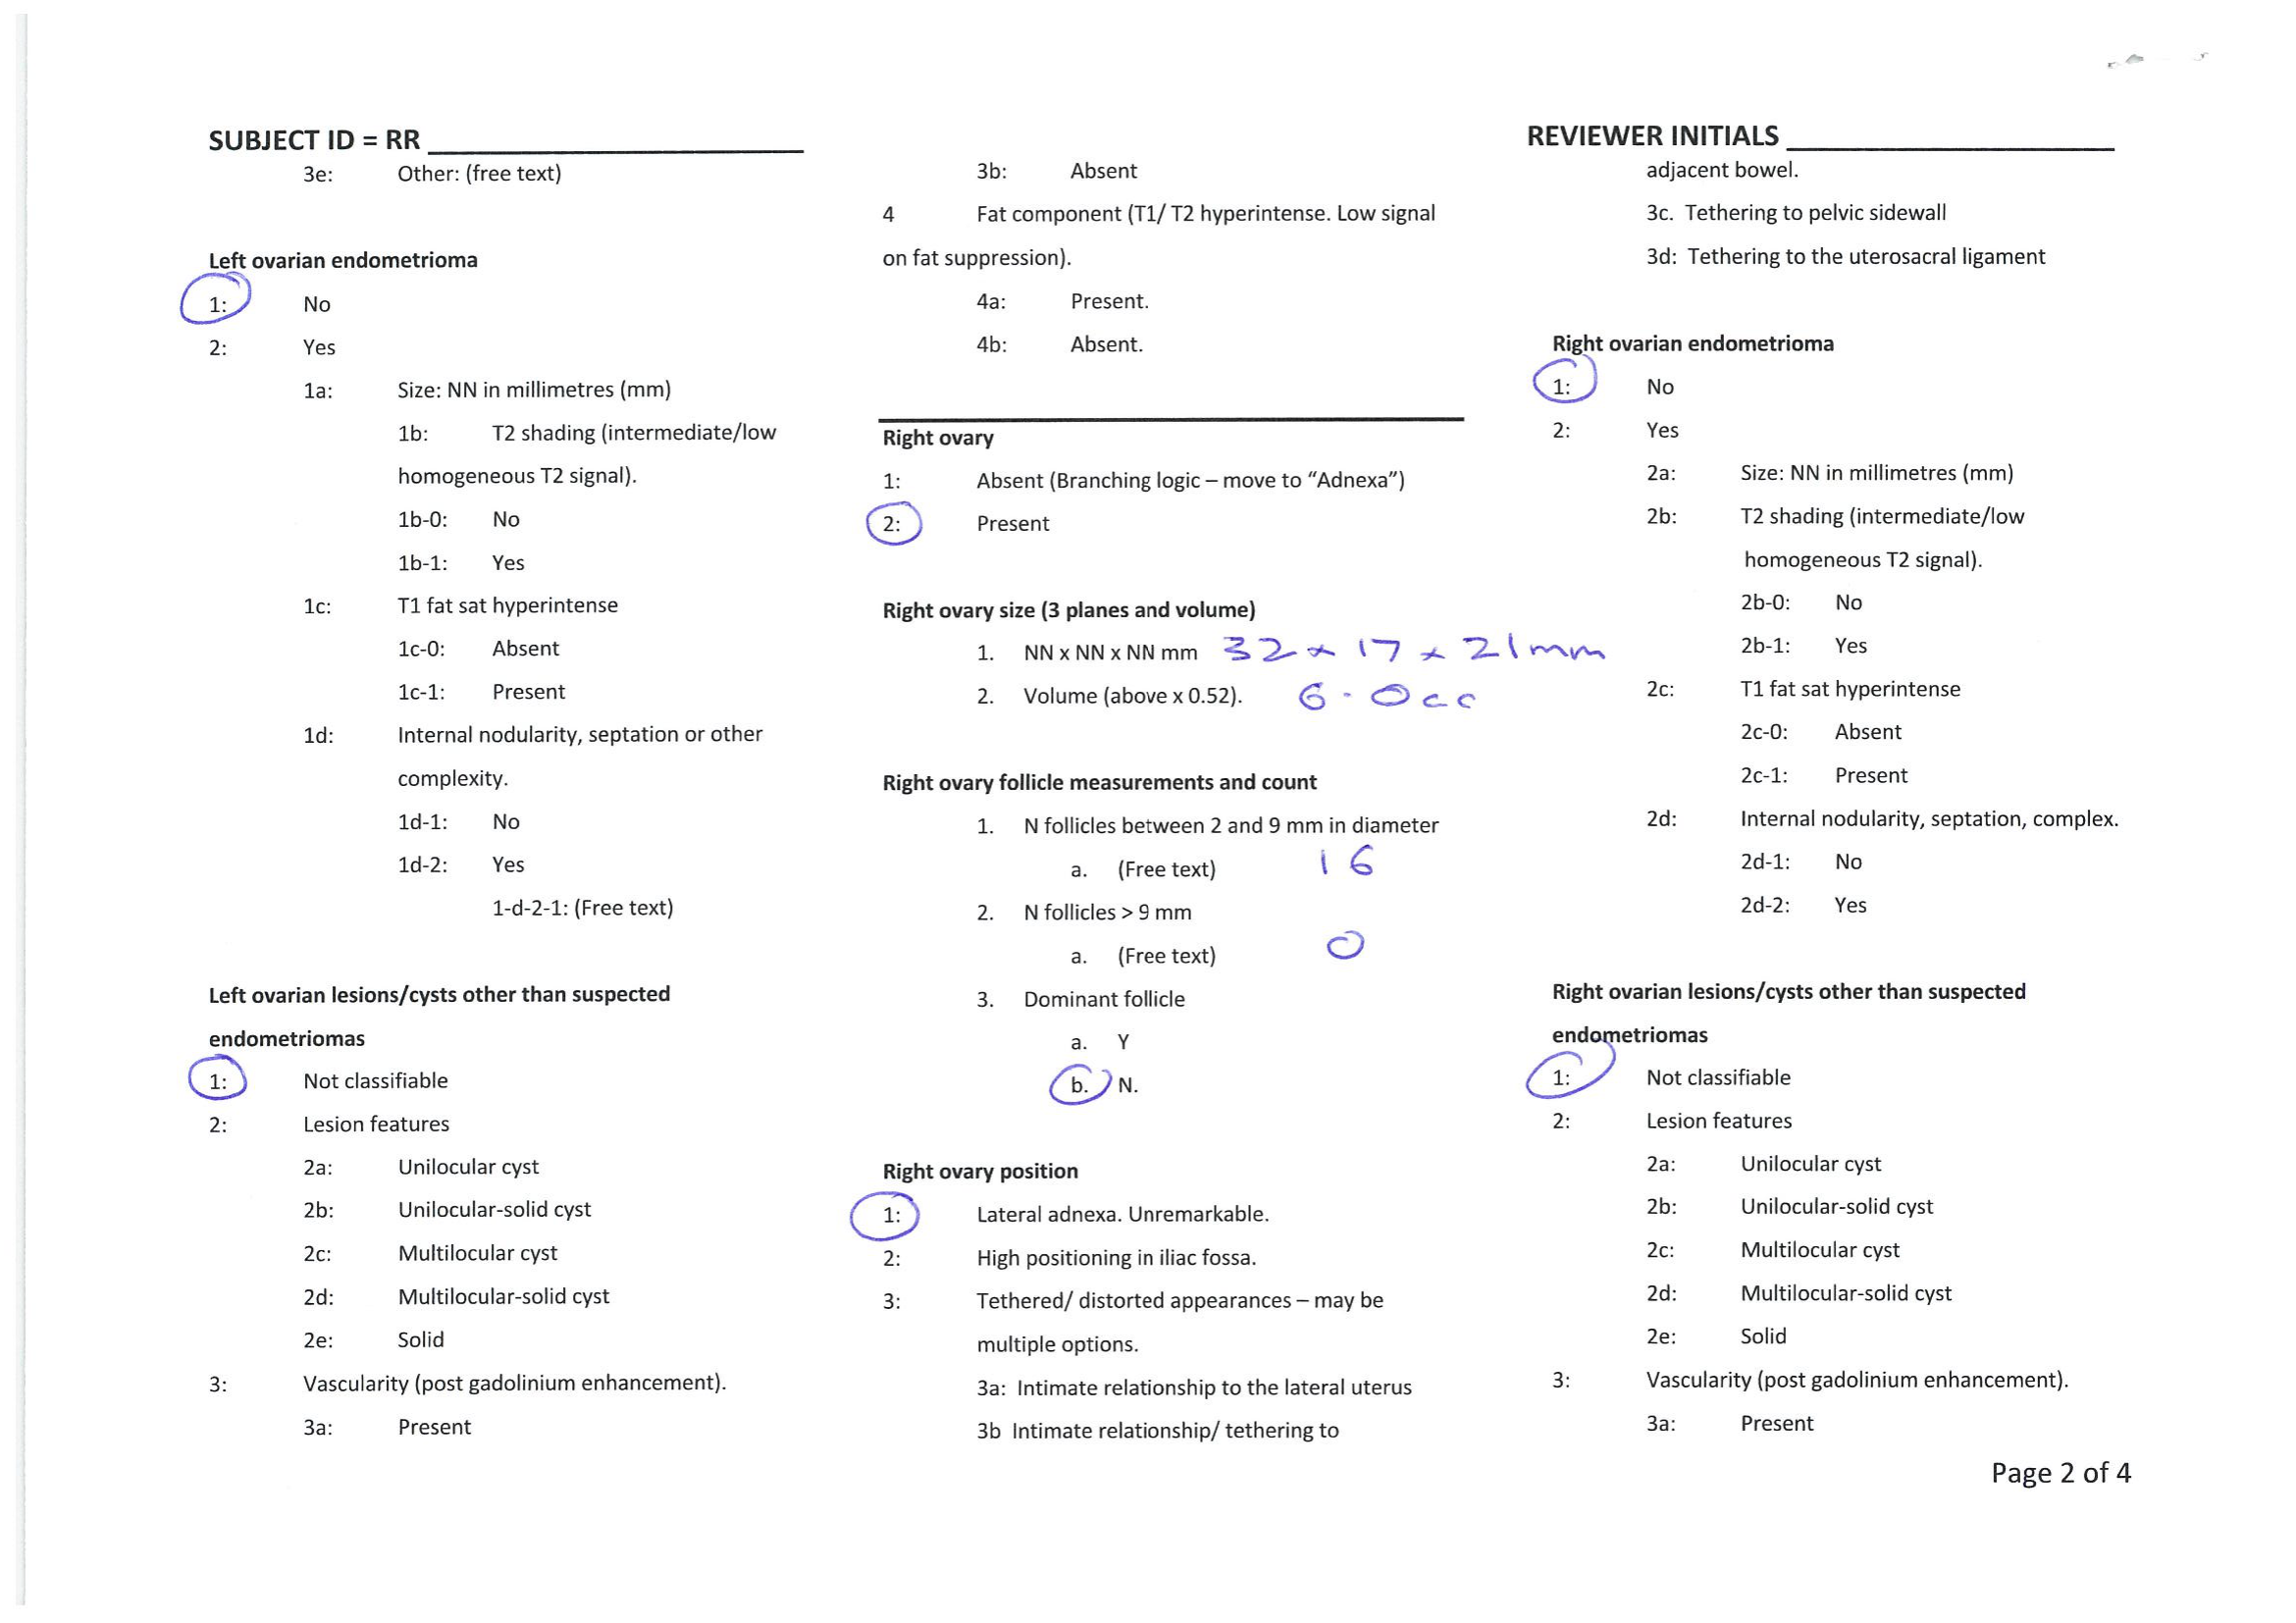 SUBJECT ID = RR
3e: Other: (free text)
Left ovarian endometrioma
1: No
2: Yes
1a: Size: NN in millimetres (mm)
1b: T2 shading (intermediate/low
homogeneous T2 signal).
1b-0: No
1b-1: Yes
1c: T1 fat sat hyperintense
1c-0: Absent
1c-1: Present
1d: Internal nodularity, septation or other
complexity.
1d-1: No
1d-2: Yes
1-d-2-1: (Free text)
Left ovarian lesions/cysts other than suspected
endometriomas
1: Not classifiable
2: Lesion features
2a: Unilocular cyst
2b: Unilocular-solid cyst
2c: Multilocular cyst
2d: Multilocular-solid cyst
2e: Solid
3: Vascularity (post gadolinium enhancement).
3a: Present
3b: Absent
4 Fat component (T1/ T2 hyperintense. Low signal
on fat suppression).
4a: Present.
4b: Absent.
Right ovary
1: Absent (Branching logic – move to “Adnexa”)
2: Present
Right ovary size (3 planes and volume)
1. NN x NN x NN mm 32 x 17 x 21mm
2. Volume (above x 0.52). 6.0cc
Right ovary follicle measurements and count
1. N follicles between 2 and 9 mm in diameter
a. (Free text) 16
2. N follicles > 9 mm
a. (Free text) 0
3. Dominant follicle
a. Y
b. N.
Right ovary position
1: Lateral adnexa. Unremarkable.
2: High positioning in iliac fossa.
3: Tethered/ distorted appearances – may be
multiple options.
3a: Intimate relationship to the lateral uterus
3b Intimate relationship/ tethering to
REVIEWER INITIALS
adjacent bowel.
3c. Tethering to pelvic sidewall
3d: Tethering to the uterosacral ligament
Right ovarian endometrioma
1: No
2: Yes
2a: Size: NN in millimetres (mm)
2b: T2 shading (intermediate/low
homogeneous T2 signal).
2b-0: No
2b-1: Yes
2c: T1 fat sat hyperintense
2c-0: Absent
2c-1: Present
2d: Internal nodularity, septation, complex.
2d-1: No
2d-2: Yes
Right ovarian lesions/cysts other than suspected
endometriomas
1: Not classifiable
2: Lesion features
2a: Unilocular cyst
2b: Unilocular-solid cyst
2c: Multilocular cyst
2d: Multilocular-solid cyst
2e: Solid
3: Vascularity (post gadolinium enhancement).
3a: Present
Page 2 of 4